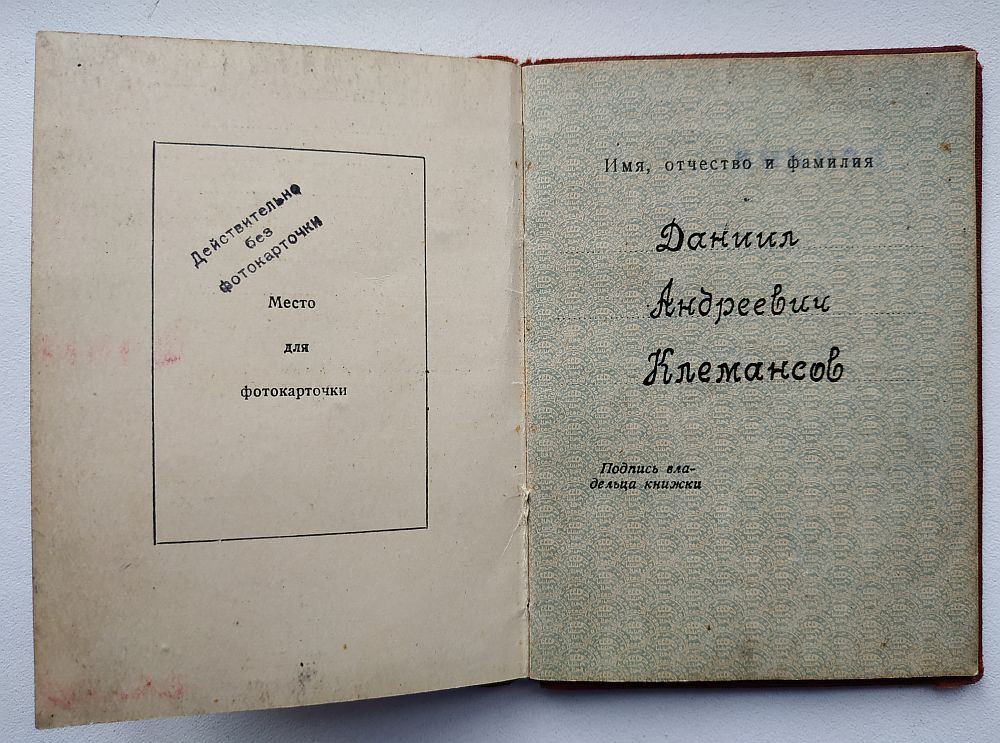 Действительно
без
фотокарточки
Место
для
фотокарточки
Имя, отчество и фамилия
Даниил
Андреевич
Клемансов
Подпись вла-
дельца книжки